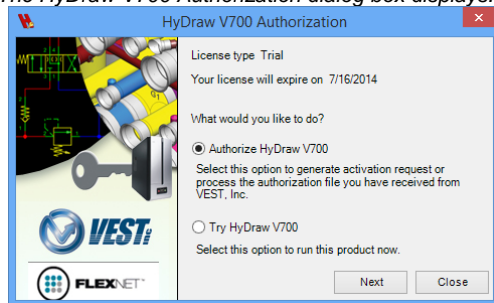 The HyDraw V700 Authorization dialog box displays.
HyDraw V700 Authorization
License type Trial
Your license will expire on 7/16/2014
What would you like to do?
Authorize HyDraw V700
Select this option to generate activation request or
process the authorization file you have received from
VEST, Inc.
Try HyDraw V700
Select this option to run this product now.
VEST
FLEXNET
Next
Close